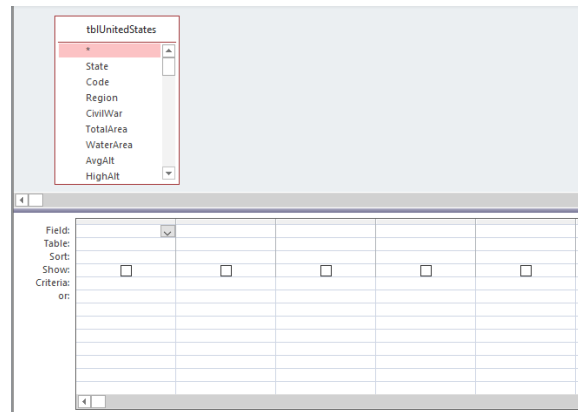 tblUnitedStates
*
State
Code
Region
CivilWar
TotalArea
WaterArea
AvgAlt
HighAlt
Field:
Table:
Sort:
Show:
Criteria:
or: